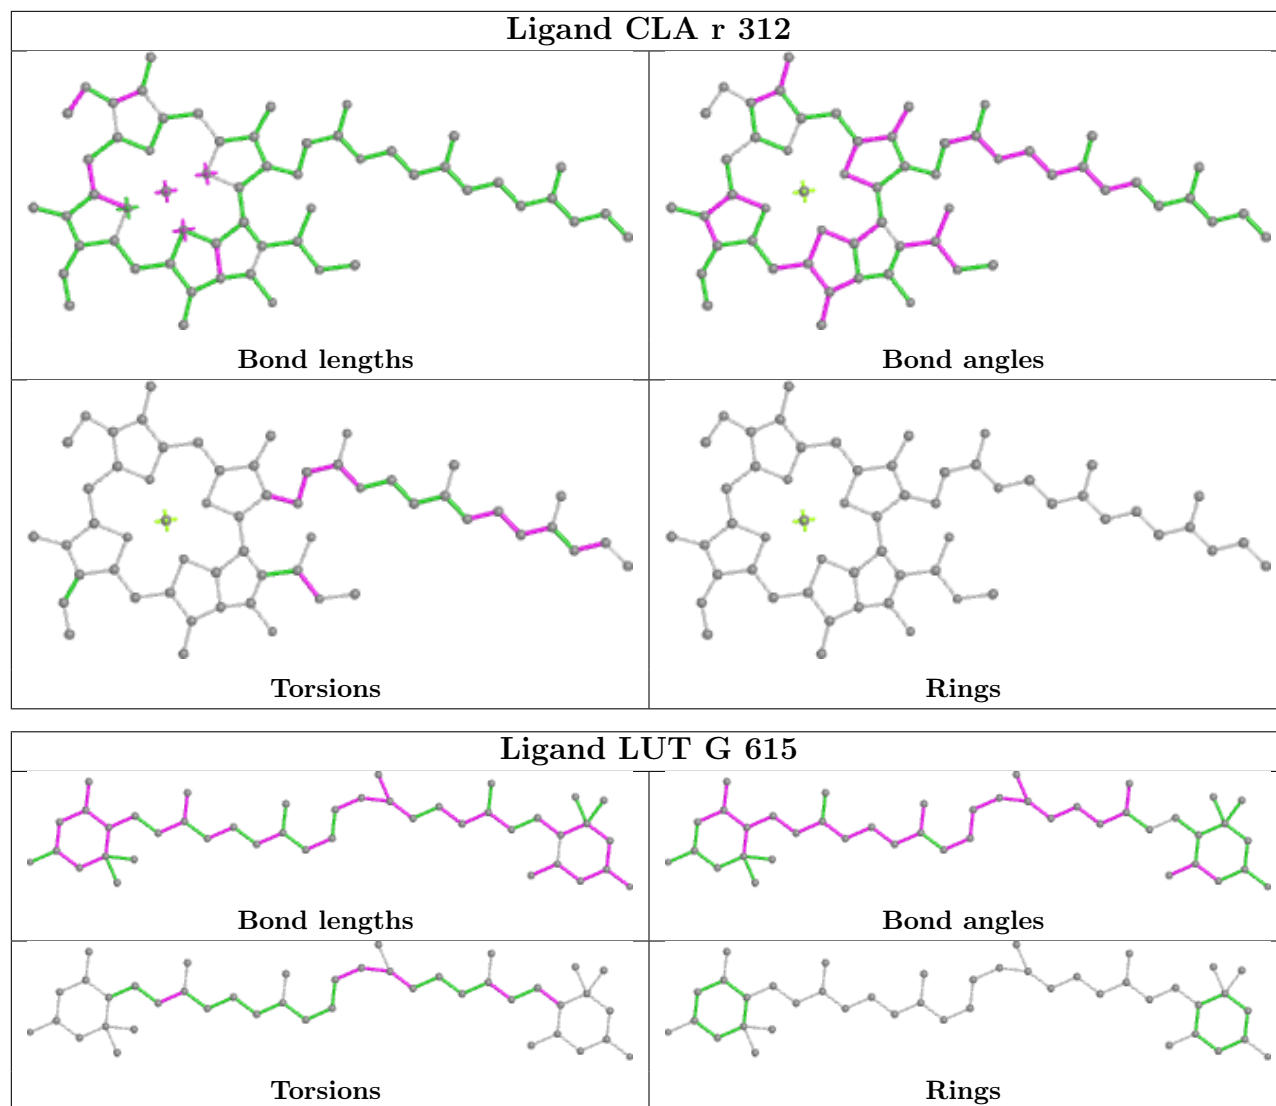 Ligand CLA r 312
Bond lengths
Bond angles
Torsions
Rings
Ligand LUT G 615
Bond lengths
Bond angles
Torsions
Rings